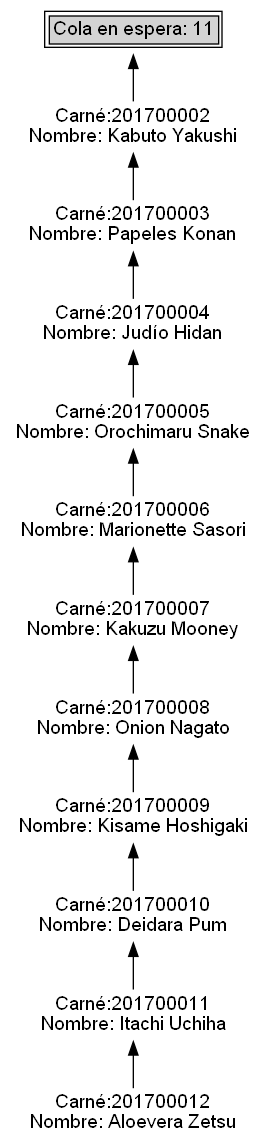 Cola en espera: 11
Carné:201700002
Nombre: Kabuto Yakushi
Carné:201700003
Nombre: Papeles Konan
Carné:201700004
Nombre: Judío Hidan
Carné:201700005
Nombre: Orochimaru Snake
Carné:201700006
Nombre: Marionette Sasori
Carné:201700007
Nombre: Kakuzu Mooney
Carné:201700008
Nombre: Onion Nagato
Carné:201700009
Nombre: Kisame Hoshigaki
Carné:201700010
Nombre: Deidara Pum
Carné:201700011
Nombre: Itachi Uchiha
Carné:201700012
Nombre: Aloevera Zetsu